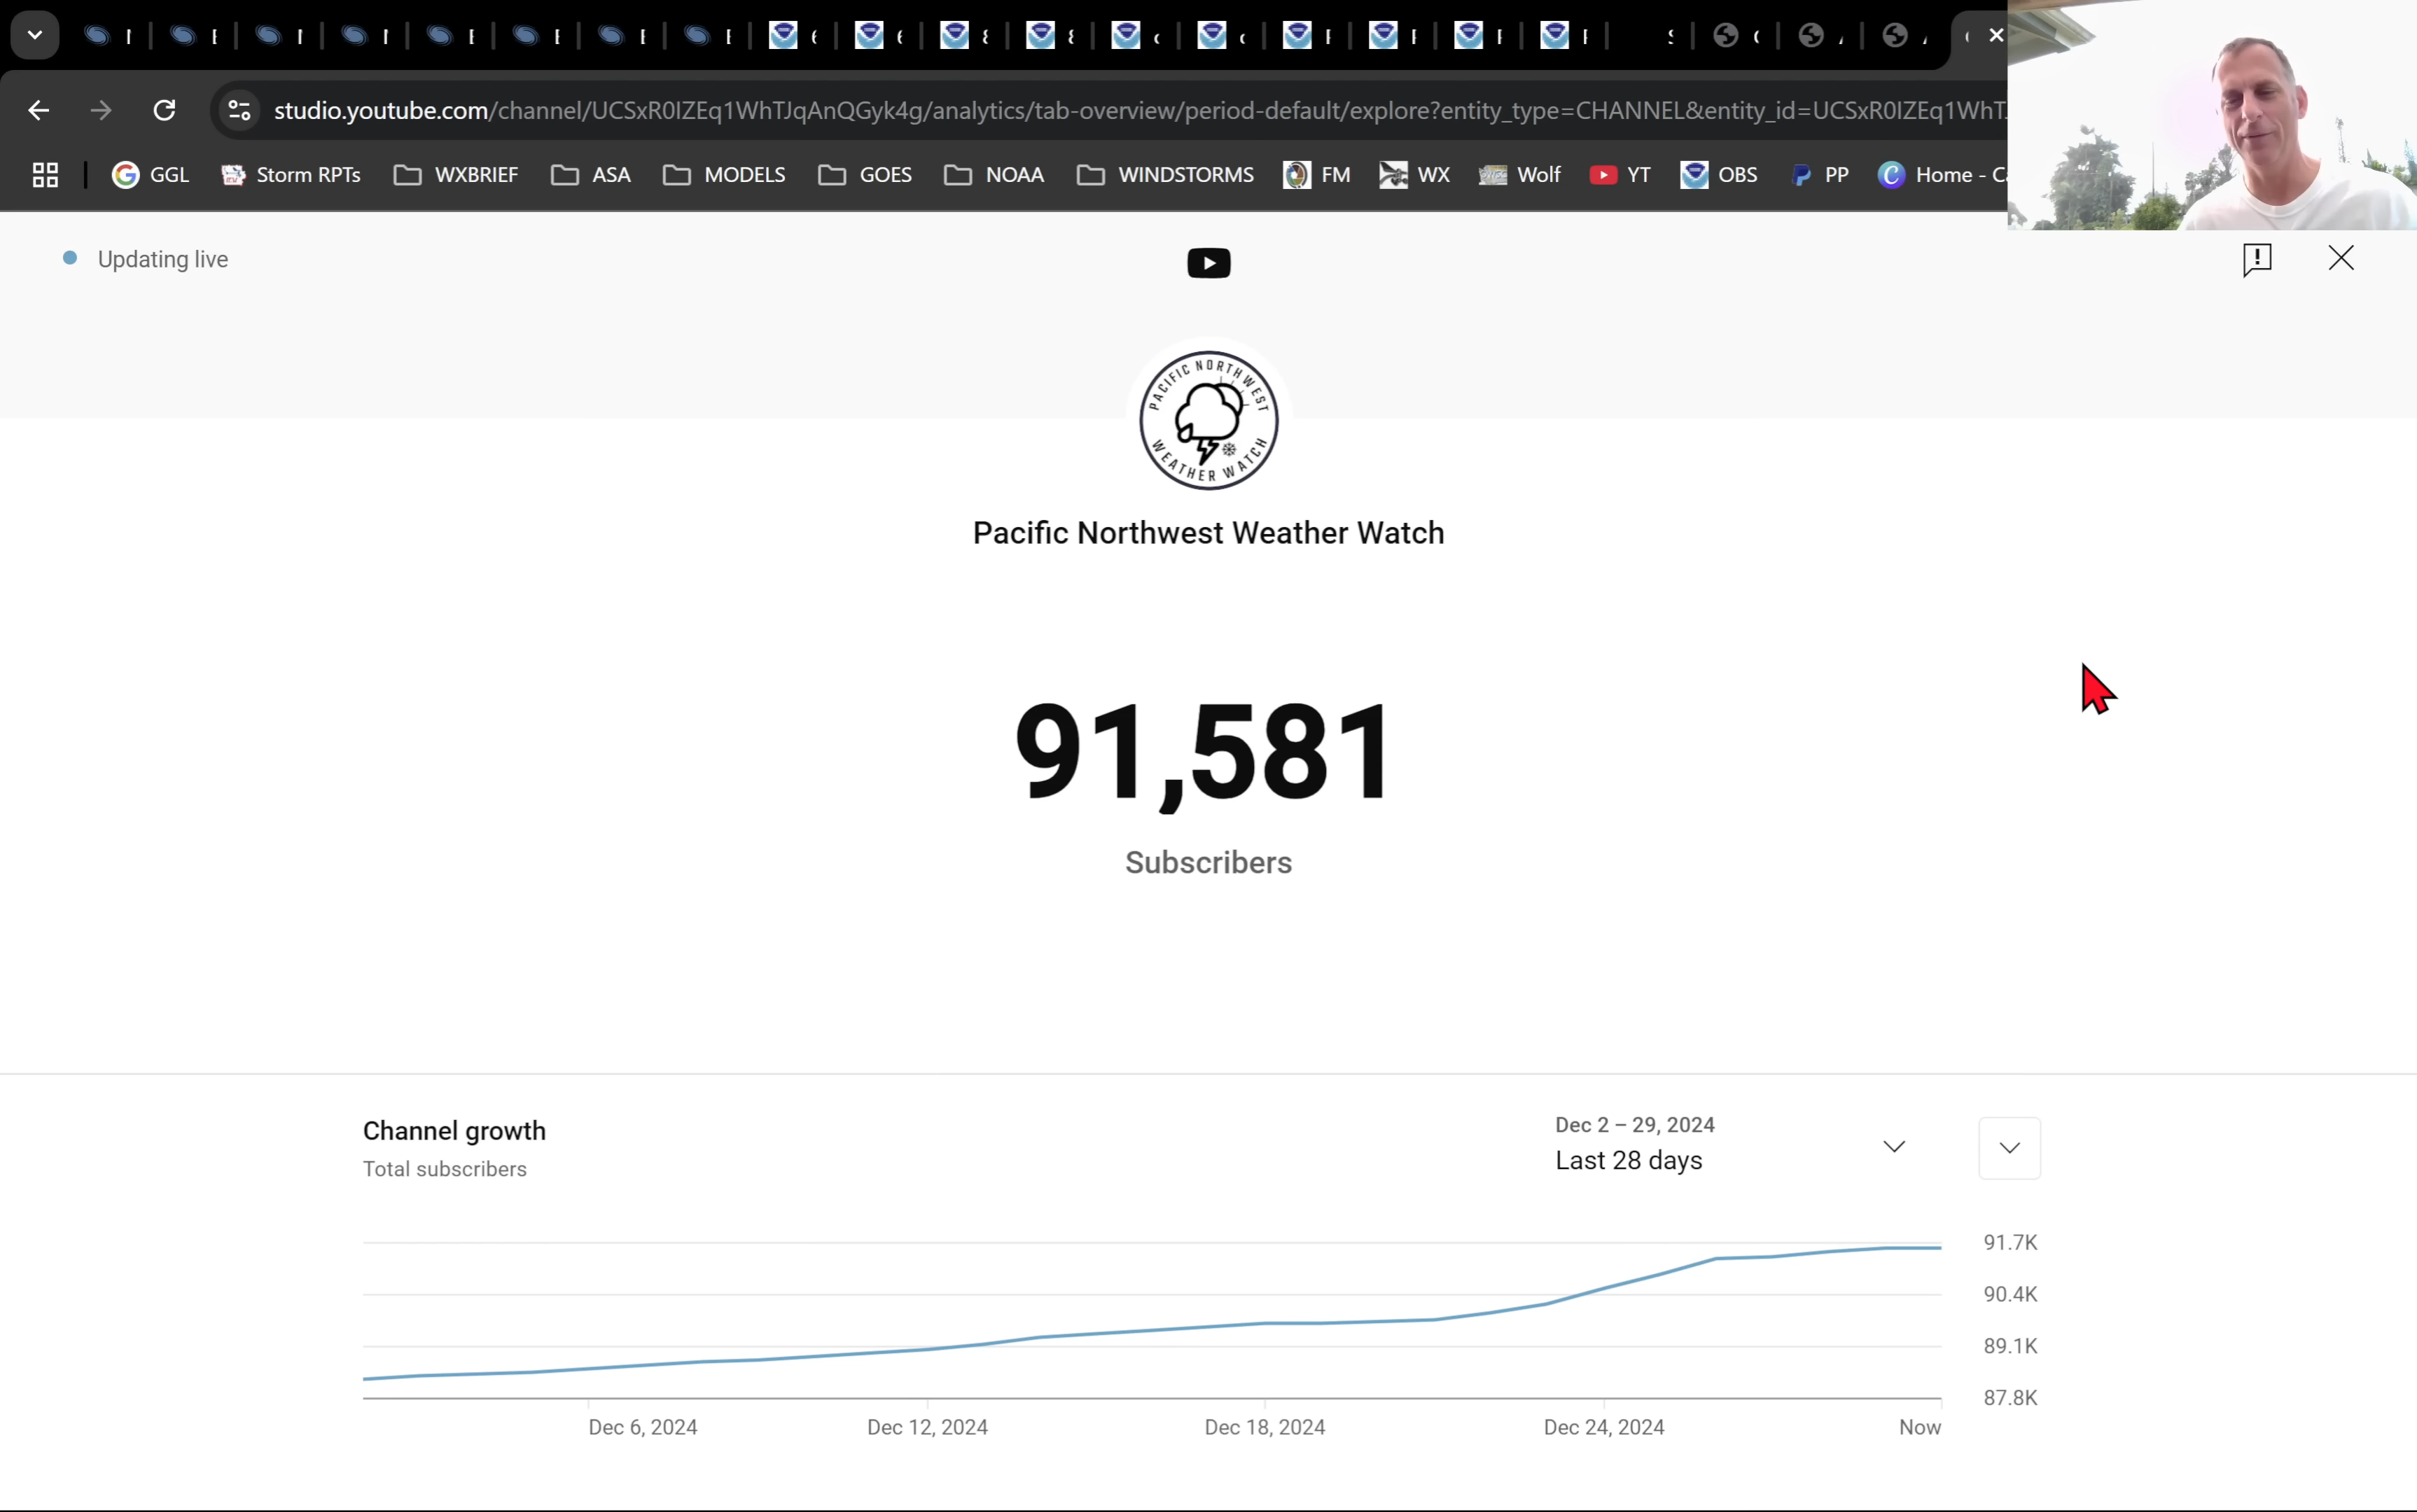 studio.youtube.com/channel/UCSxR0IZEq1WhTJqAnQGyk4g/analytics/tab-overview/period-default/explore?entity_type=CHANNEL&entity_id=UCSxR0IZEq1WhTJ
GGL Storm RPTs WXBRIEF ASA MODELS GOES NOAA WINDSTORMS FM WX Wolf YT OBS PP Home - Ca
Updating live
PACIFIC NORTHWEST
WEATHER WATCH
Pacific Northwest Weather Watch
91,581
Subscribers
Channel growth
Total subscribers
Dec 2 – 29, 2024
Last 28 days
91.7K
90.4K
89.1K
87.8K
Dec 6, 2024 Dec 12, 2024 Dec 18, 2024 Dec 24, 2024 Now